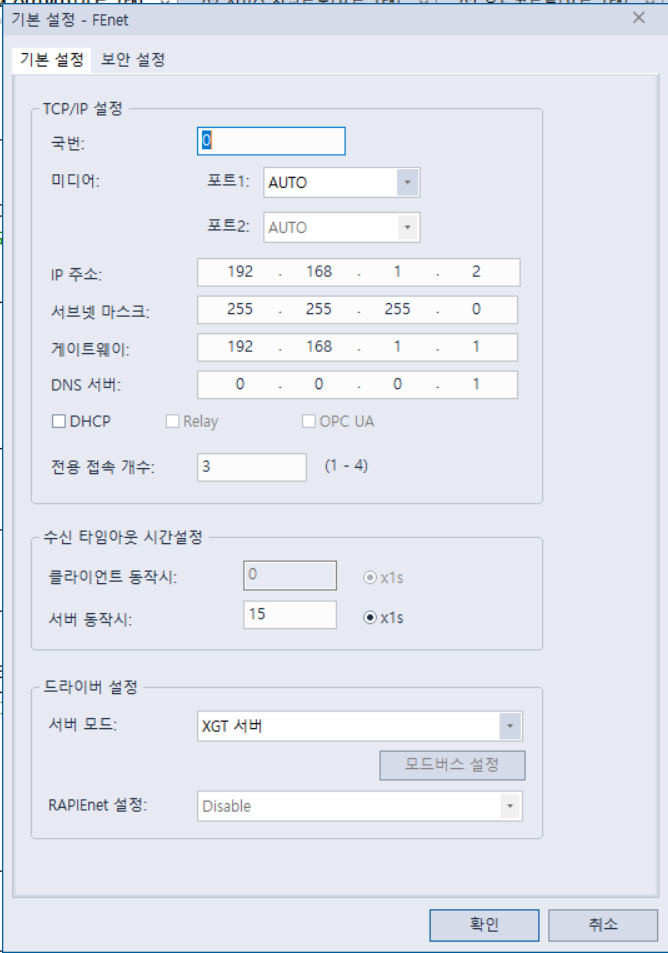 기본 설정 - FEnet
기본 설정 보안 설정
TCP/IP 설정
국번: 0
미디어: 포트1: AUTO
포트2: AUTO
IP 주소: 192 . 168 . 1 . 2
서브넷 마스크: 255 . 255 . 255 . 0
게이트웨이: 192 . 168 . 1 . 1
DNS 서버: 0 . 0 . 0 . 1
DHCP Relay OPC UA
전용 접속 개수: 3 (1 - 4)
수신 타임아웃 시간설정
클라이언트 동작시: 0 x1s
서버 동작시: 15 x1s
드라이버 설정
서버 모드: XGT 서버
모드버스 설정
RAPIEnet 설정: Disable
확인 취소